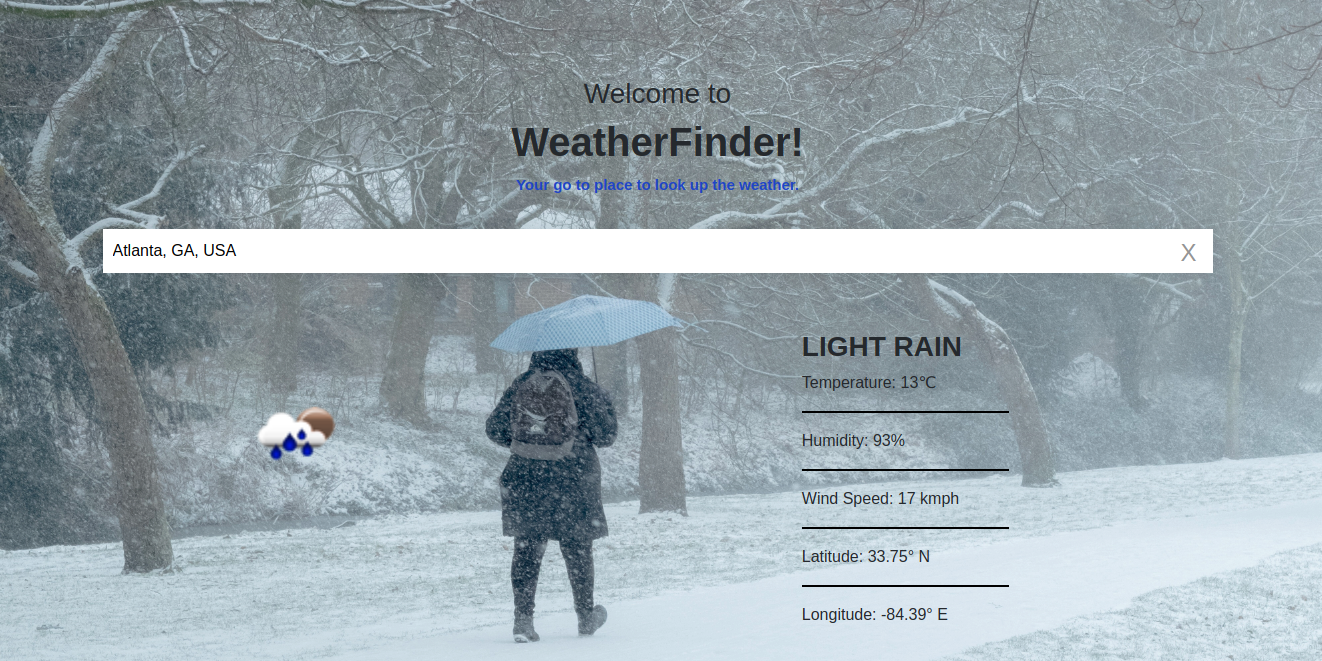 Welcome to
WeatherFinder!
Your go to place to look up the weather.
Atlanta, GA, USA
X
LIGHT RAIN
Temperature: 13℃
Humidity: 93%
Wind Speed: 17 kmph
Latitude: 33.75° N
Longitude: -84.39° E